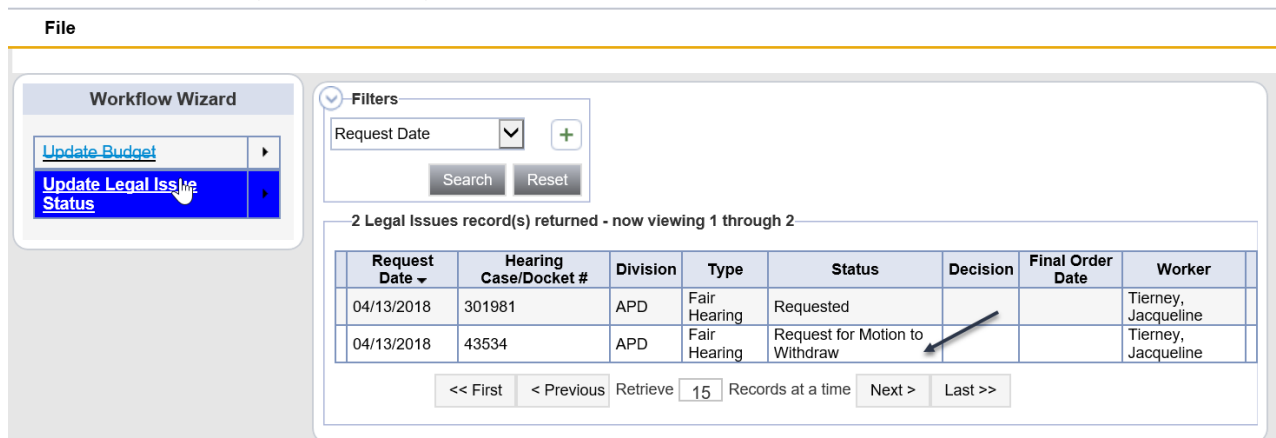 File
Workflow Wizard
Update Budget
Update Legal Issue
Status
Filters
Request Date
+
Search Reset
2 Legal Issues record(s) returned - now viewing 1 through 2
Request Date Hearing Case/Docket # Division Type Status Decision Final Order Date Worker
04/13/2018 301981 APD Fair Hearing Requested Tierney, Jacqueline
04/13/2018 43534 APD Fair Hearing Request for Motion to Withdraw Tierney, Jacqueline
<< First < Previous Retrieve 15 Records at a time Next > Last >>